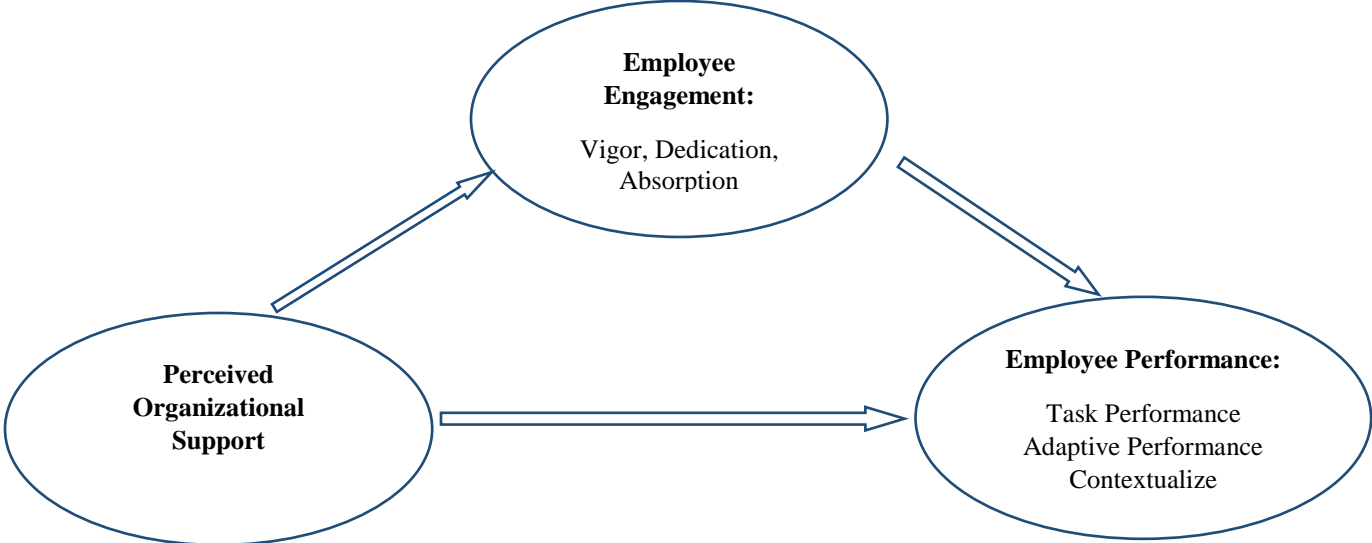 Employee
Engagement:
Vigor, Dedication,
Absorption
Perceived
Organizational
Support
Employee Performance:
Task Performance
Adaptive Performance
Contextualize